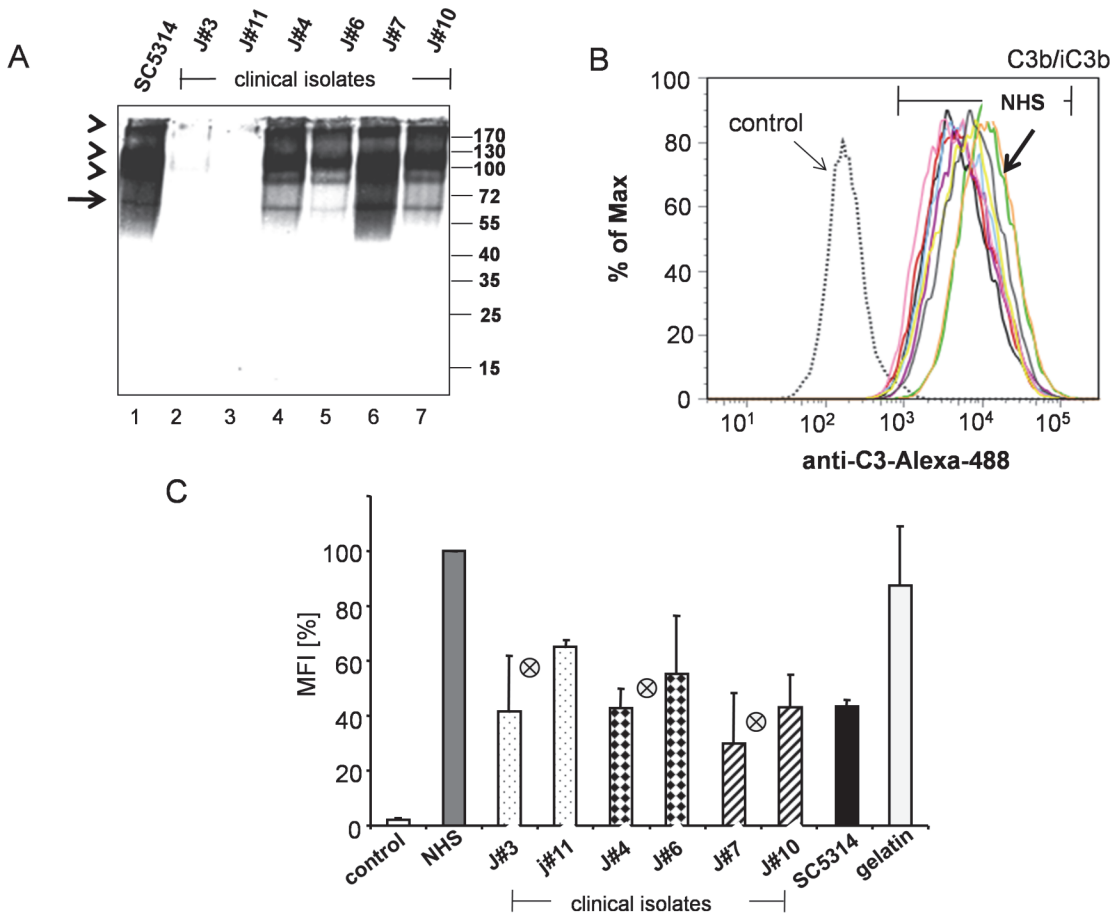 A
SC5314
J#3
J#11
J#4
J#6
J#7
J#10
clinical isolates
170
130
100
72
55
40
35
25
15
1 2 3 4 5 6 7
B
C3b/iC3b
control
NHS
% of Max
100
80
60
40
20
0
10¹ 10² 10³ 10⁴ 10⁵
anti-C3-Alexa-488
C
MFI [%]
100
80
60
40
20
0
control
NHS
J#3
j#11
J#4
J#6
J#7
J#10
SC5314
gelatin
clinical isolates